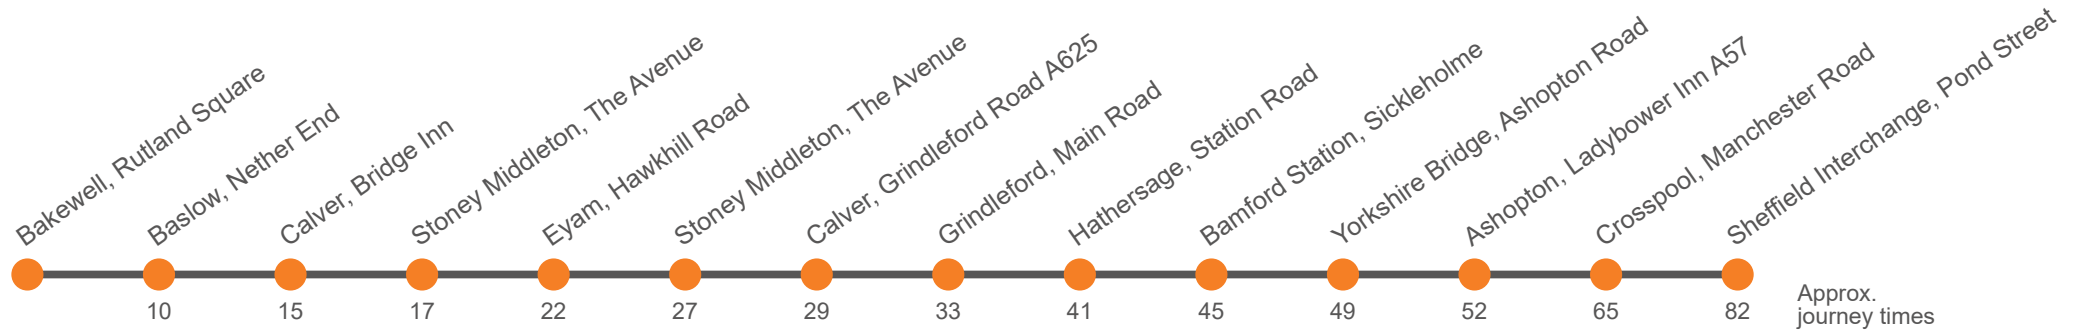 Bakewell, Rutland Square
Baslow, Nether End
Calver, Bridge Inn
Stoney Middleton, The Avenue
Eyam, Hawkhill Road
Stoney Middleton, The Avenue
Calver, Grindleford Road A625
Grindleford, Main Road
Hathersage, Station Road
Bamford Station, Sickleholme
Yorkshire Bridge, Ashopton Road
Ashopton, Ladybower Inn A57
Crosspool, Manchester Road
Sheffield Interchange, Pond Street
10 15 17 22 27 29 33 41 45 49 52 65 82
Approx.
journey times